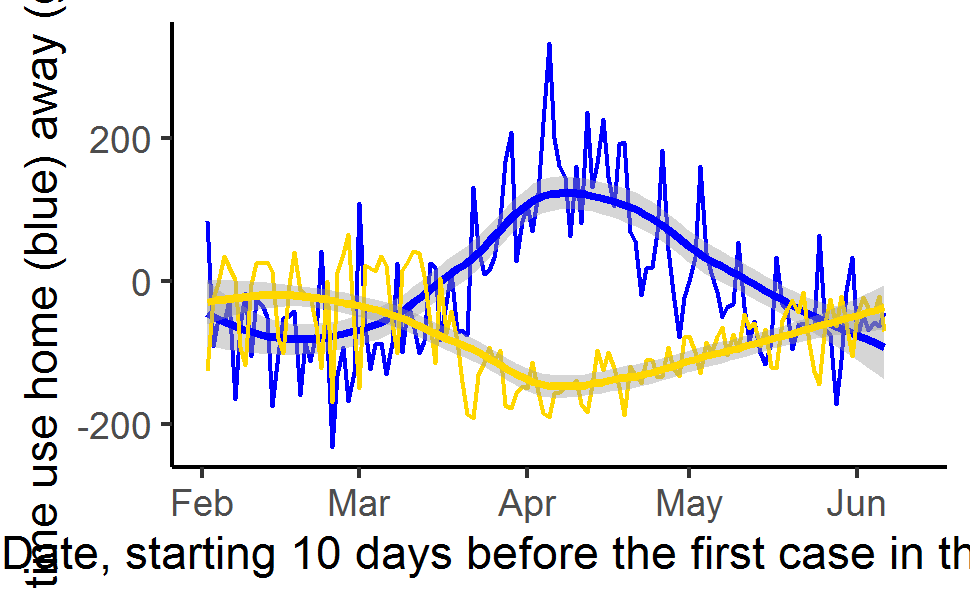 time use home (blue) away (
200
0
-200
Feb Mar Apr May Jun
Date, starting 10 days before the first case in th